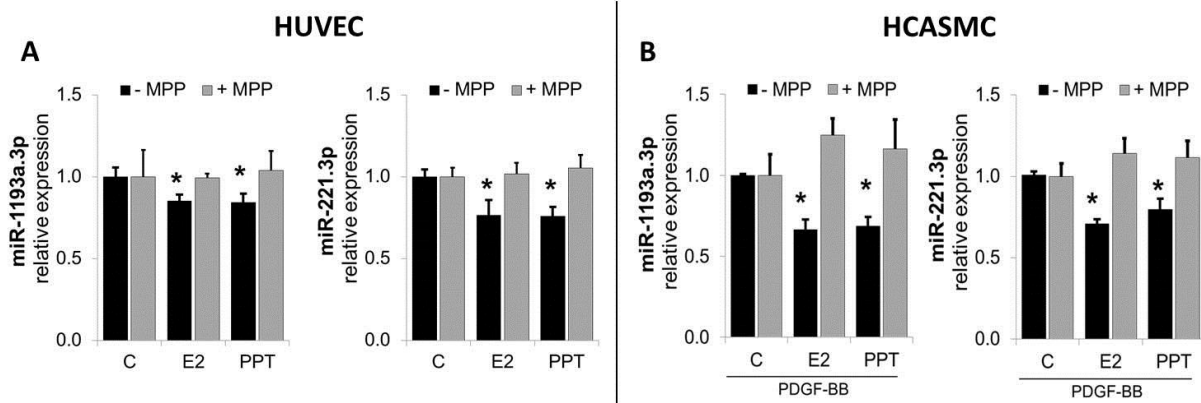 HUVEC
HCASMC
A
B
- MPP + MPP
miR-1193a.3p
relative expression
1.5
1.0
0.5
0.0
* *
C E2 PPT
- MPP + MPP
miR-221.3p
relative expression
1.5
1.0
0.5
0.0
* *
C E2 PPT
- MPP + MPP
miR-1193a.3p
relative expression
1.5
1.0
0.5
0.0
* *
C E2 PPT
PDGF-BB
- MPP + MPP
miR-221.3p
relative expression
1.5
1.0
0.5
0.0
* *
C E2 PPT
PDGF-BB